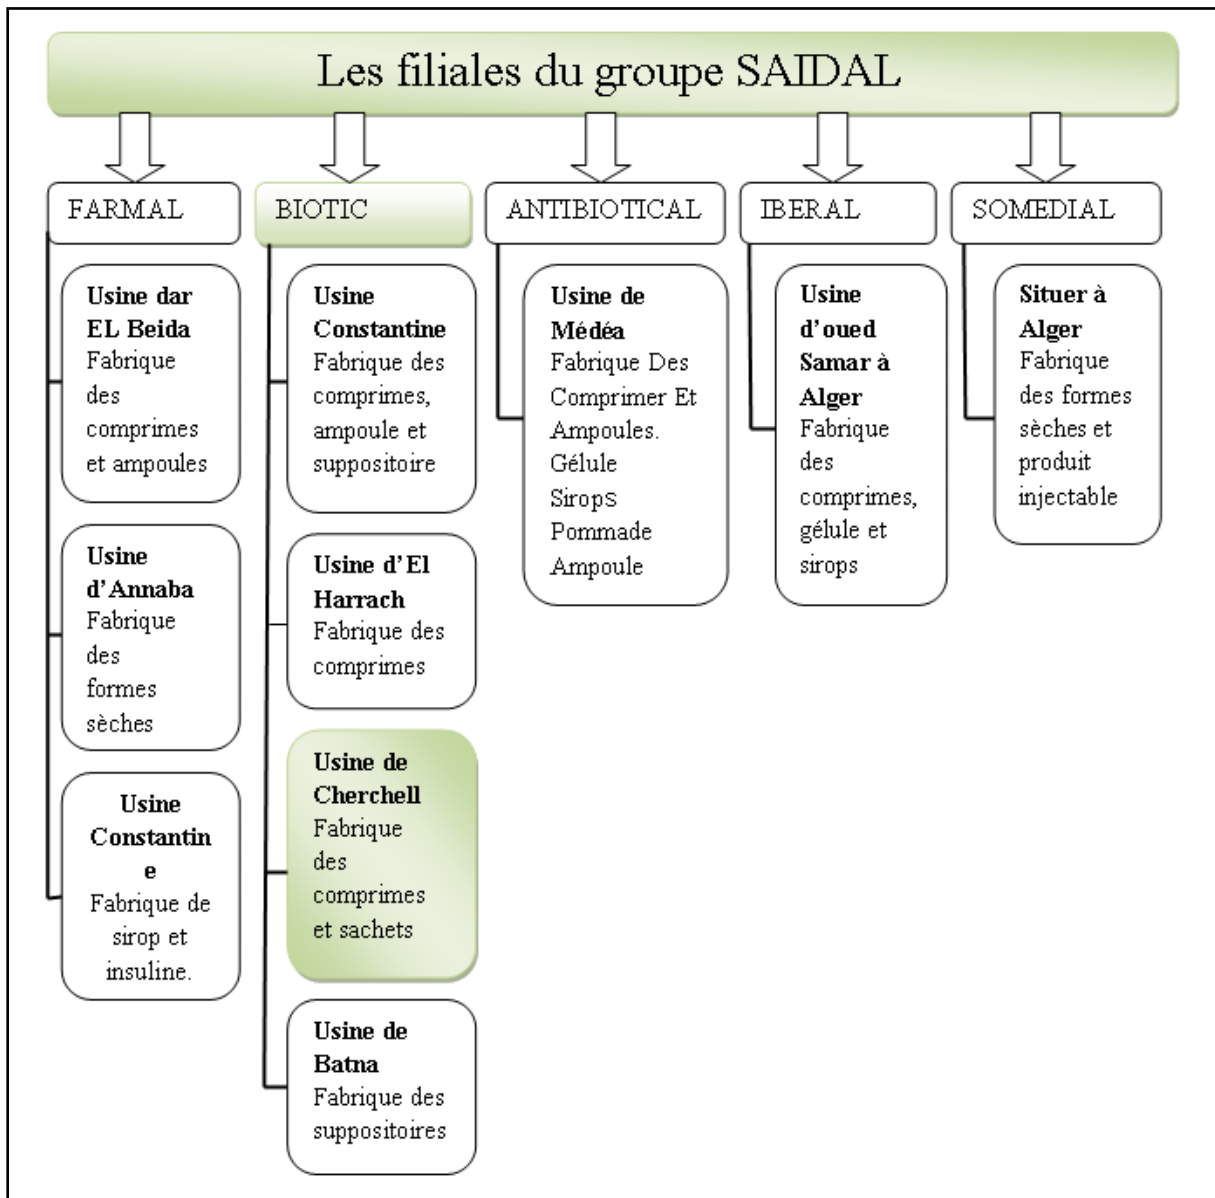 Les filiales du groupe SAIDAL
FARMAL
Usine dar
EL Beida
Fabrique
des
comprimes
et ampoules
Usine
d'Annaba
Fabrique
des
formes
sèches
Usine
Constantin
e
Fabrique de
sirop et
insuline.
BIOTIC
Usine
Constantine
Fabrique des
comprimes,
ampoule et
suppositoire
Usine d'El
Harrach
Fabrique des
comprimes
Usine de
Cherchell
Fabrique
des
comprimes
et sachets
Usine de
Batna
Fabrique des
suppositoires
ANTIBIOTICAL
Usine de
Médéa
Fabrique Des
Comprimer Et
Ampoules.
Gélule
Sirops
Pommade
Ampoule
IBERAL
Usine
d'oued
Samar à
Alger
Fabrique
des
comprimes,
gélule et
sirops
SOMEDIAL
Situer à
Alger
Fabrique
des formes
sèches et
produit
injectable